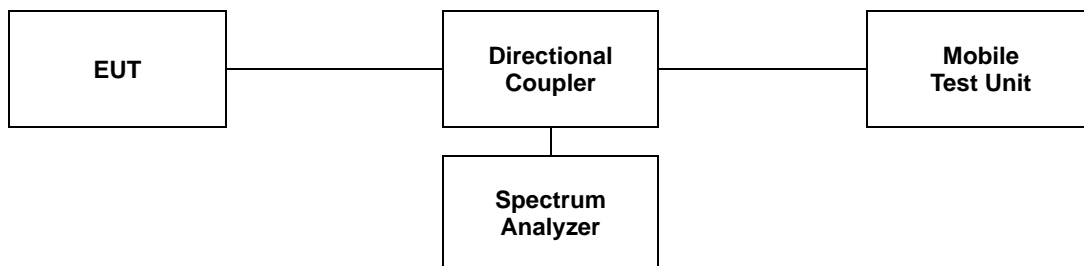 EUT
Directional
Coupler
Mobile
Test Unit
Spectrum
Analyzer